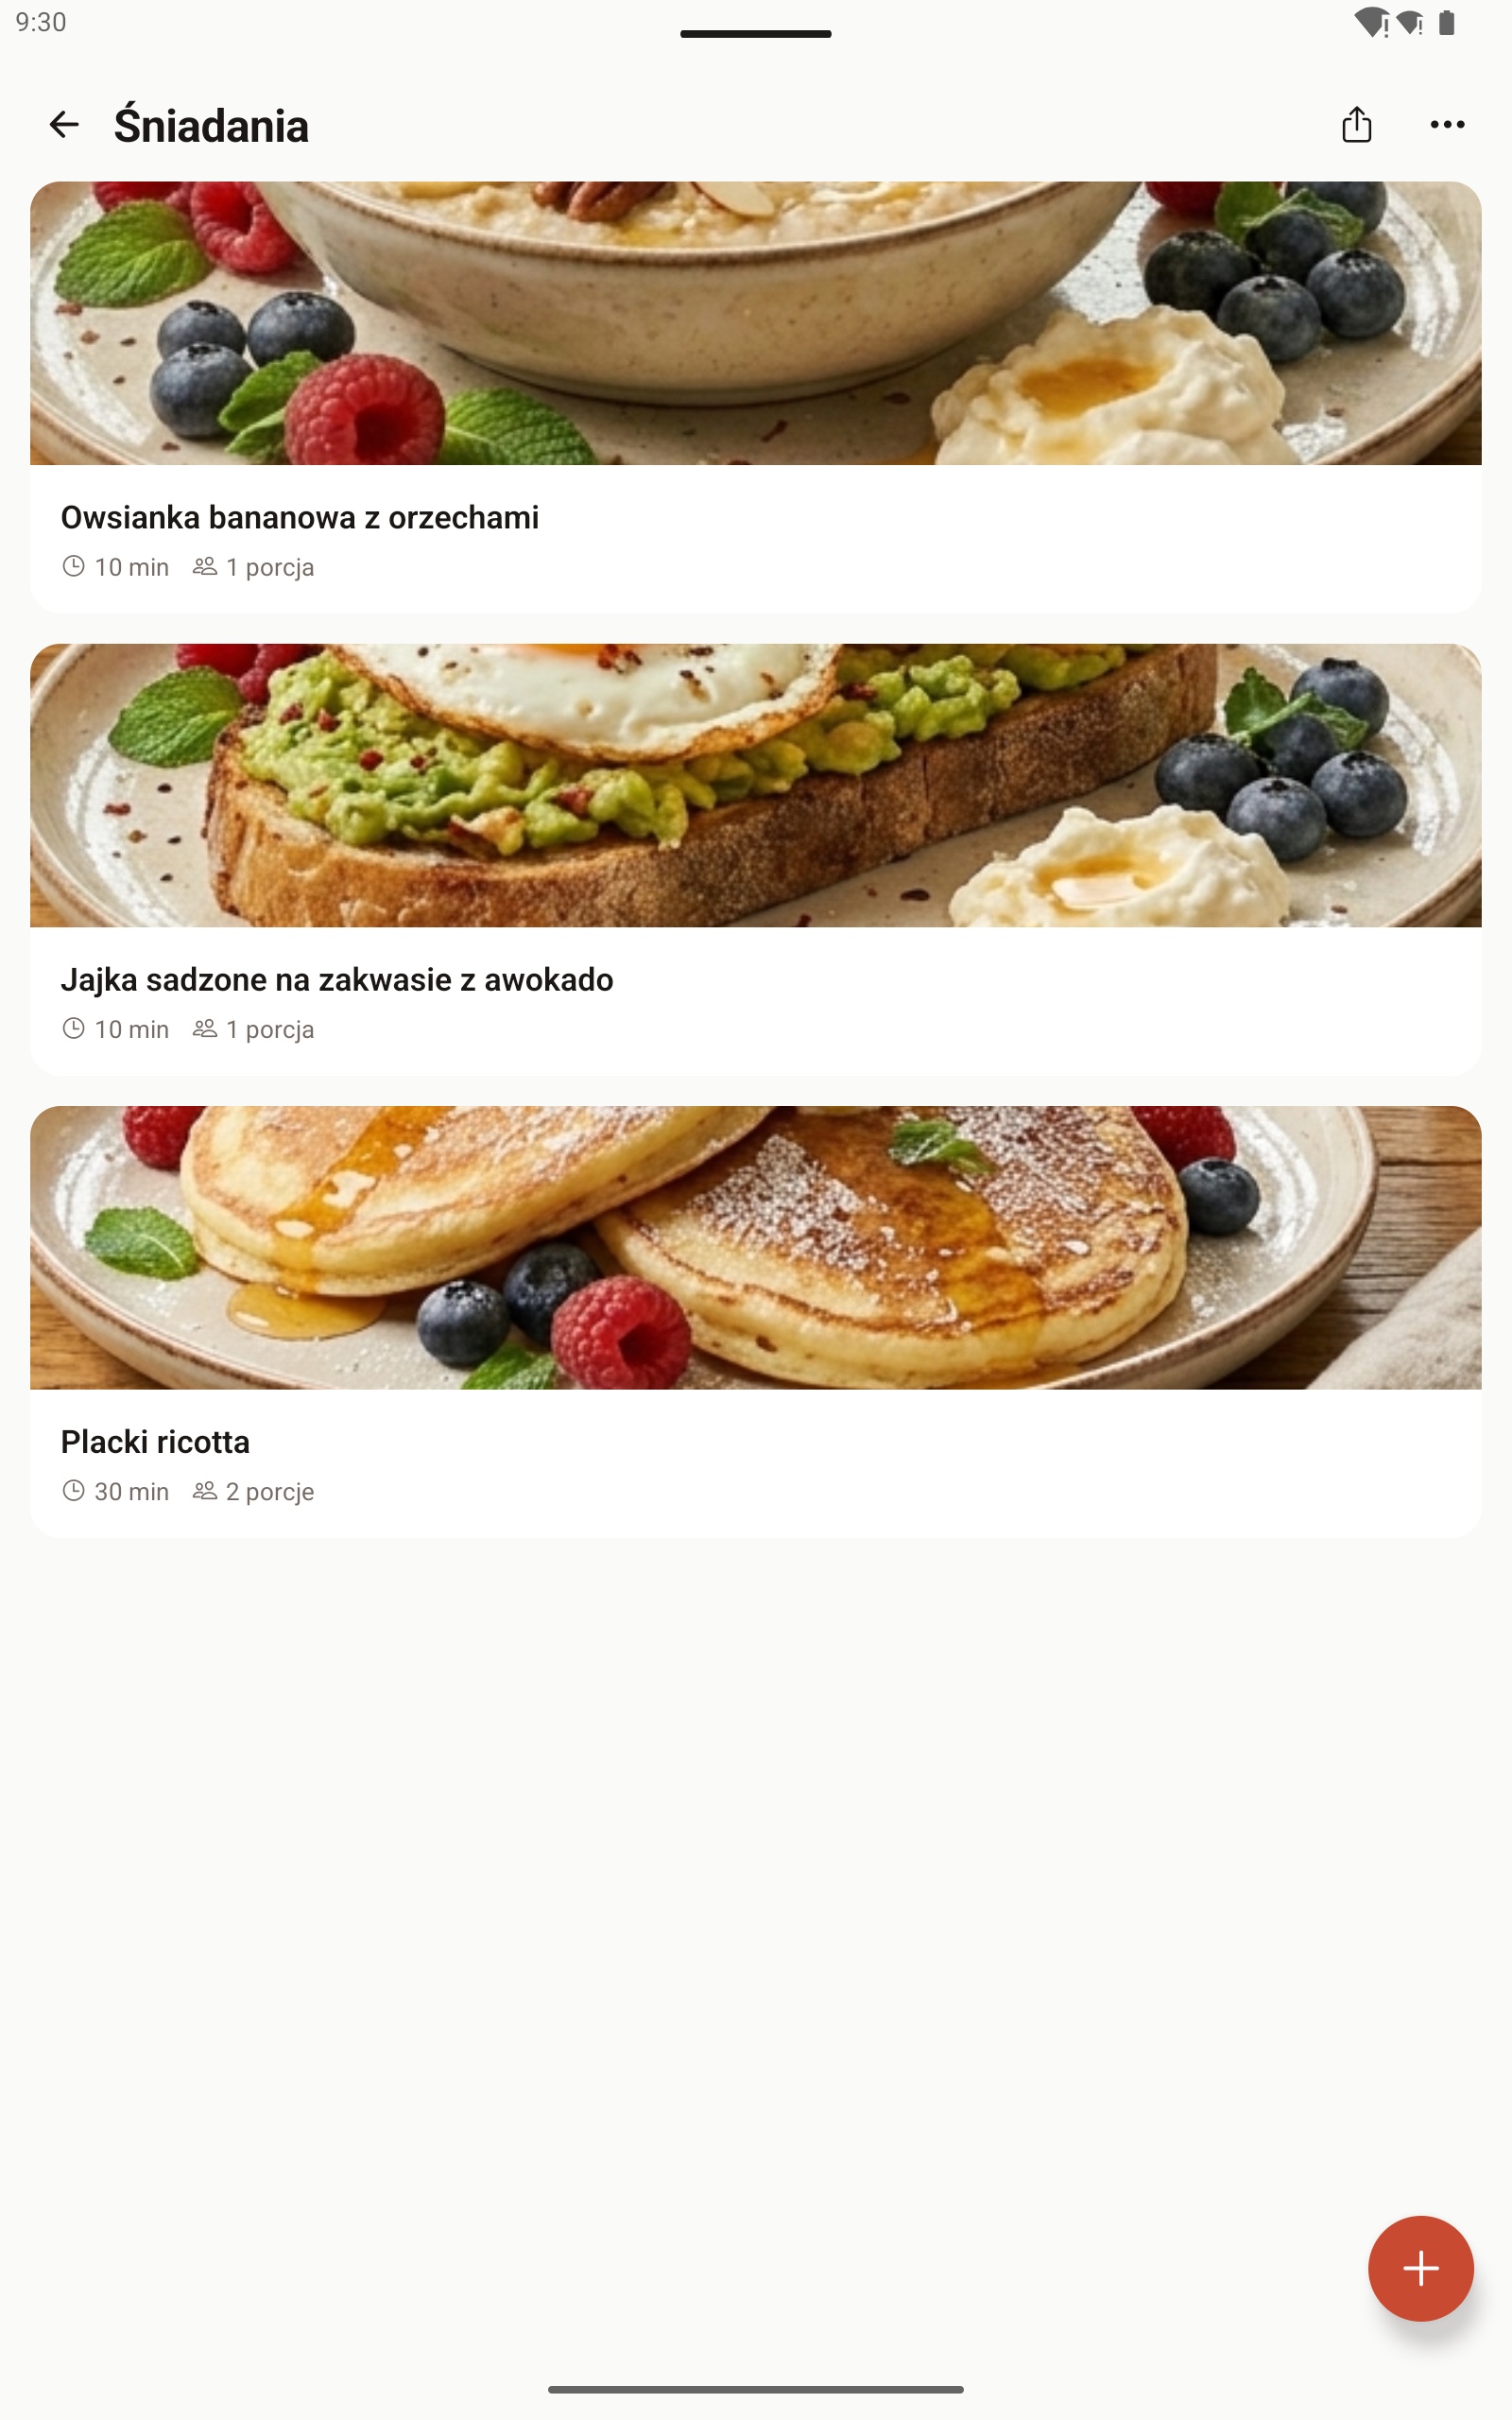 9:30
Śniadania
Owsianka bananowa z orzechami
10 min 1 porcja
Jajka sadzone na zakwasie z awokado
10 min 1 porcja
Placki ricotta
30 min 2 porcje